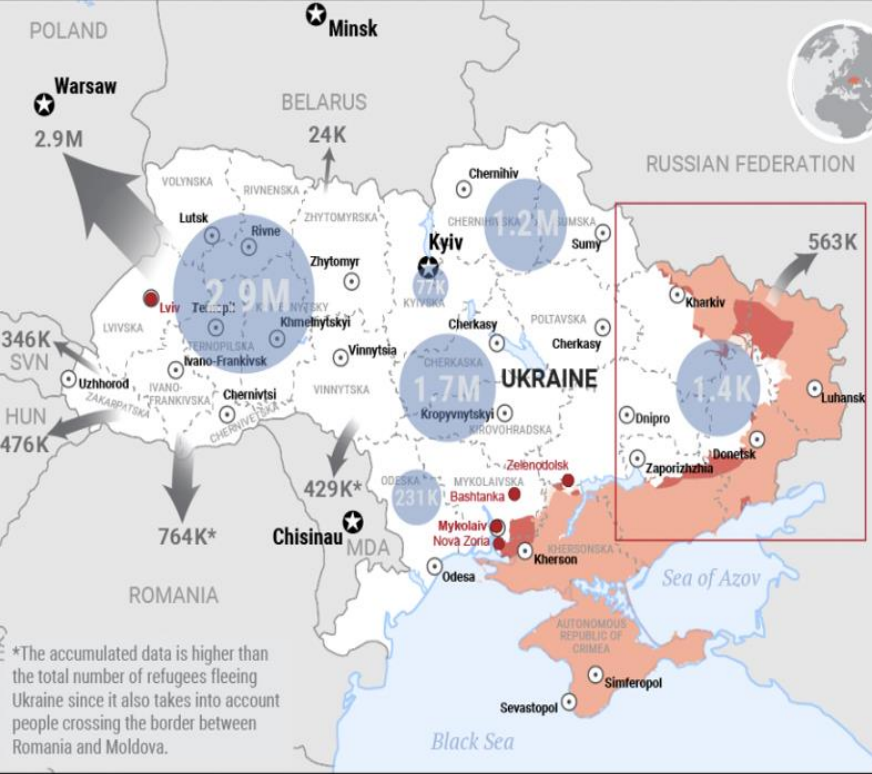 POLAND
Minsk
Warsaw
2.9M
BELARUS
24K
RUSSIAN FEDERATION
VOLYNSKA
RIVNENSKA
ZHYTOMYRSKA
Chernihiv
CHERNIHIVSKA
1.2M
SUMSKA
Sumy
Lutsk
Rivne
Kyiv
563K
Zhytomyr
2.9M
77K
KYIVSKA
Kharkiv
Lviv
LVIVSKA
Khmelnytskyi
TERNOPILSKA
Cherkasy
POLTAVSKA
Cherkasy
346K
SVN
Ivano-Frankivsk
Vinnytsia
CHERKASKA
UKRAINE
1.7M
1.4K
Uzhhorod
IVANO-
FRANKIVSKA
Chernivtsi
VINNYTSKA
Luhansk
ZAKARPATSKA
CHERNIVETSKA
Kropyvnytskyi
KIROVOHRADSKA
Dnipro
HUN
476K
Donetsk
Zaporizhzhia
Zelenodolsk
429K*
ODESKA
231K
MYKOLAIVSKA
Bashtanka
764K*
Chisinau
MDA
Mykolaiv
Nova Zoria
KHERSONSKA
Kherson
Odesa
Sea of Azov
ROMANIA
AUTONOMOUS
REPUBLIC OF
CRIMEA
Simferopol
Sevastopol
Black Sea
*The accumulated data is higher than
the total number of refugees fleeing
Ukraine since it also takes into account
people crossing the border between
Romania and Moldova.